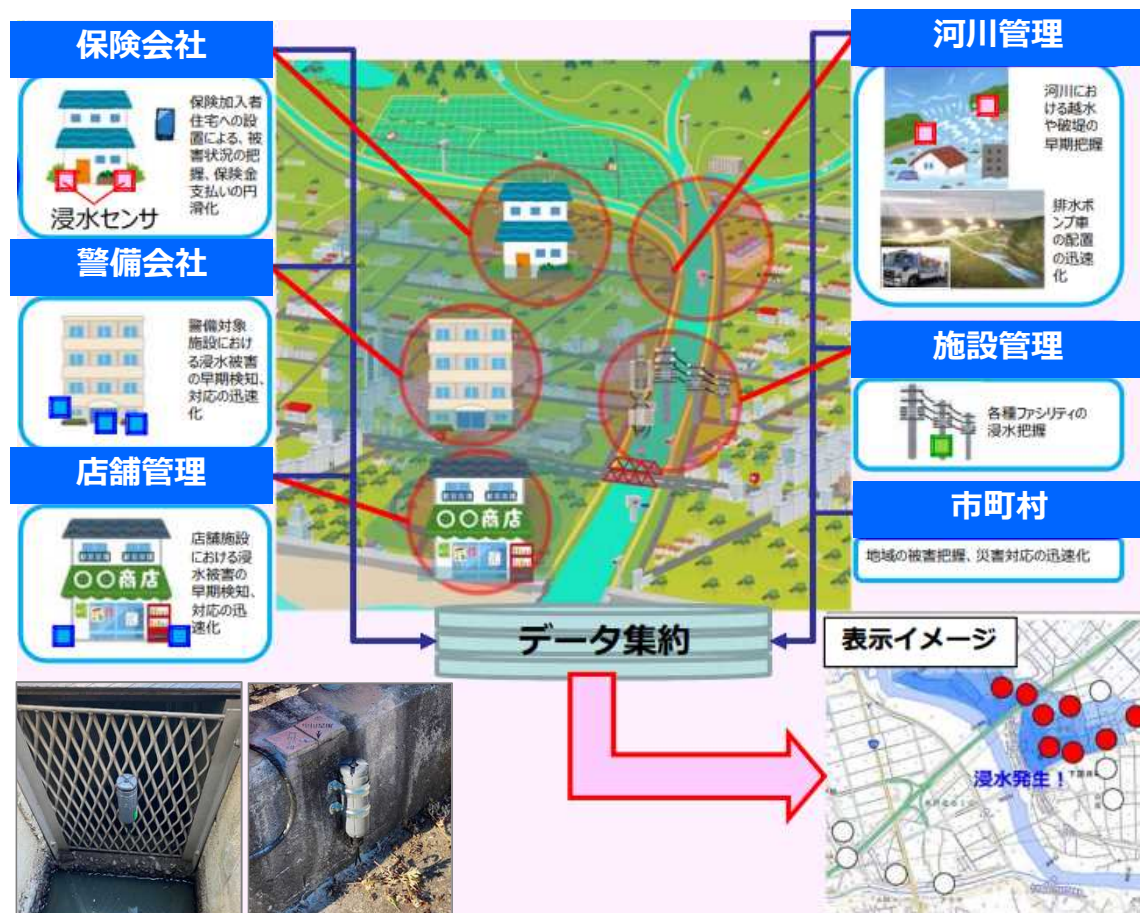 保険会社
保険加入者
住宅への設
置による、被
害状況の把
握、保険金
支払いの円
滑化
浸水センサ
警備会社
警備対象
施設におけ
る浸水被害
の早期検知、
対応の迅速
化
店舗管理
店舗施設
における浸
水被害の
早期検知、
対応の迅
速化
〇〇商店
〇〇商店
河川管理
河川にお
ける越水
や破堤の
早期把握
排水ポ
ンプ車
の配置
の迅速
化
施設管理
各種ファシリティの
浸水把握
市町村
地域の被害把握、災害対応の迅速化
データ集約
表示イメージ
浸水発生！